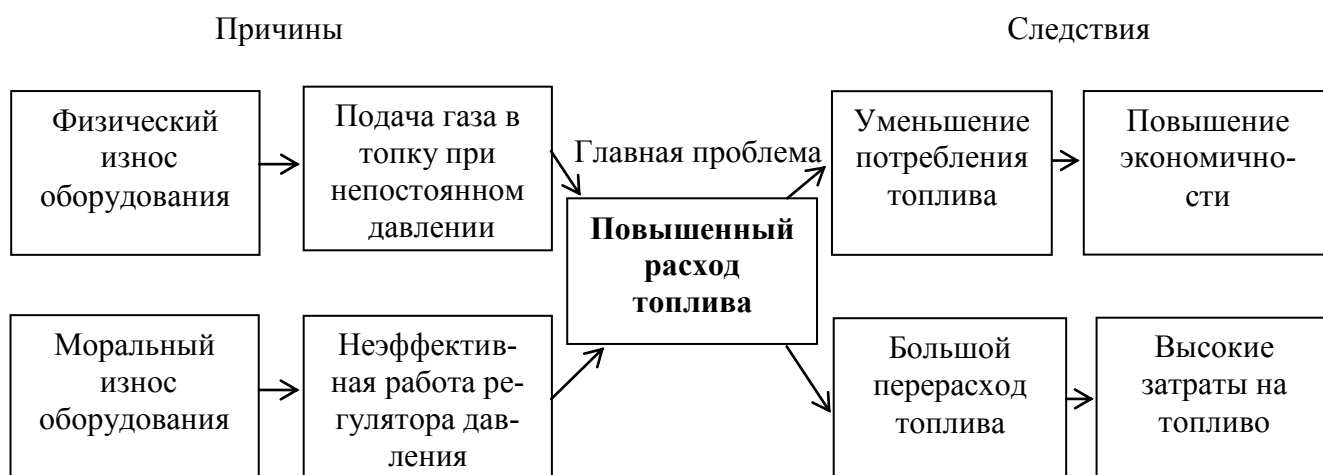 Причины
Следствия
Физический
износ
оборудования
Подача газа в
топку при
непостоянном
давлении
Главная проблема
Повышенный
расход
топлива
Уменьшение
потребления
топлива
Повышение
экономично-
сти
Моральный
износ
оборудования
Неэффектив-
ная работа ре-
гулятора дав-
ления
Большой
перерасход
топлива
Высокие
затраты на
топливо